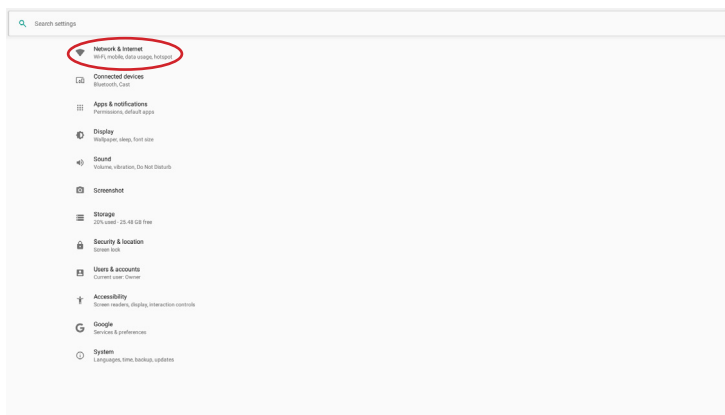 Search settings
Network & Internet
Wi-Fi, mobile, data usage, hotspot
Connected devices
Bluetooth, Cast
Apps & notifications
Permissions, default apps
Display
Wallpaper, sleep, font size
Sound
Volume, vibration, Do Not Disturb
Screenshot
Storage
20% used - 25.48 GB free
Security & location
Screen lock
Users & accounts
Current user: Owner
Accessibility
Screen readers, display, interaction controls
Google
Services & preferences
System
Languages, time, backup, updates